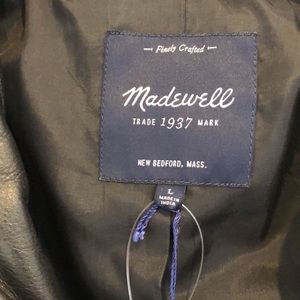 Finely Crafted
Madewell
TRADE 1937 MARK
NEW BEDFORD, MASS.
L
MADE IN
INDIA